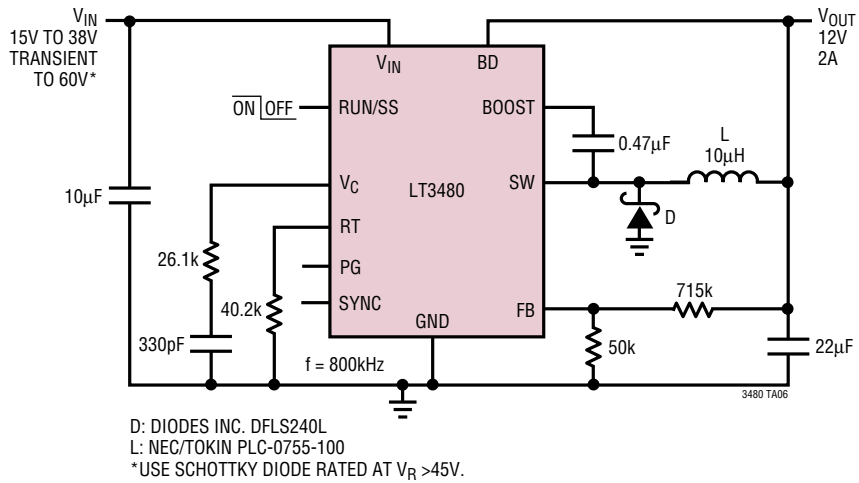 VIN
15V TO 38V
TRANSIENT
TO 60V*
VOUT
12V
2A
VIN
BD
ON OFF
RUN/SS
BOOST
0.47µF
L
10µH
VC
LT3480
SW
10µF
RT
D
26.1k
PG
715k
40.2k
SYNC
FB
GND
330pF
f = 800kHz
50k
22µF
3480 TA06
D: DIODES INC. DFLS240L
L: NEC/TOKIN PLC-0755-100
*USE SCHOTTKY DIODE RATED AT VR >45V.